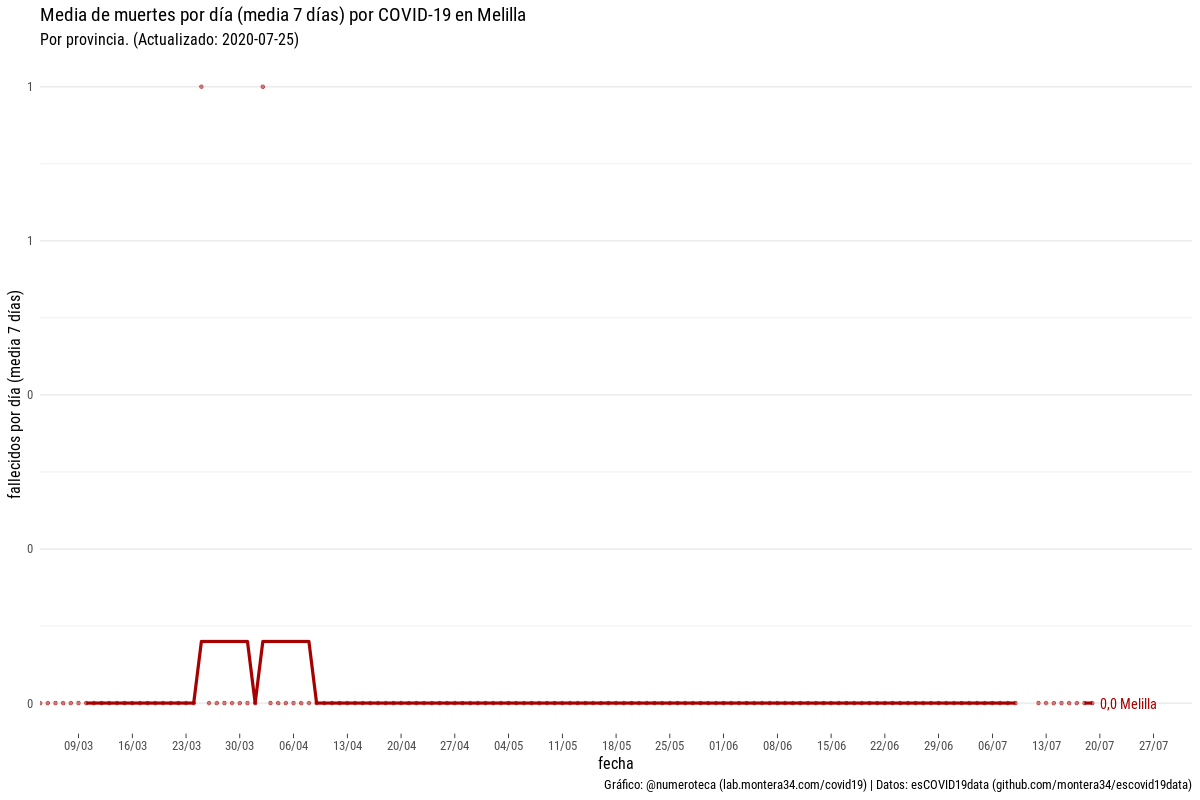 Media de muertes por día (media 7 días) por COVID-19 en Melilla
Por provincia. (Actualizado: 2020-07-25)
fallecidos por día (media 7 días)
1
1
0
0
0
0,0 Melilla
09/03 16/03 23/03 30/03 06/04 13/04 20/04 27/04 04/05 11/05 18/05 25/05 01/06 08/06 15/06 22/06 29/06 06/07 13/07 20/07 27/07
fecha
Gráfico: @numeroteca (lab.montera34.com/covid19) | Datos: esCOVID19data (github.com/montera34/escovid19data)